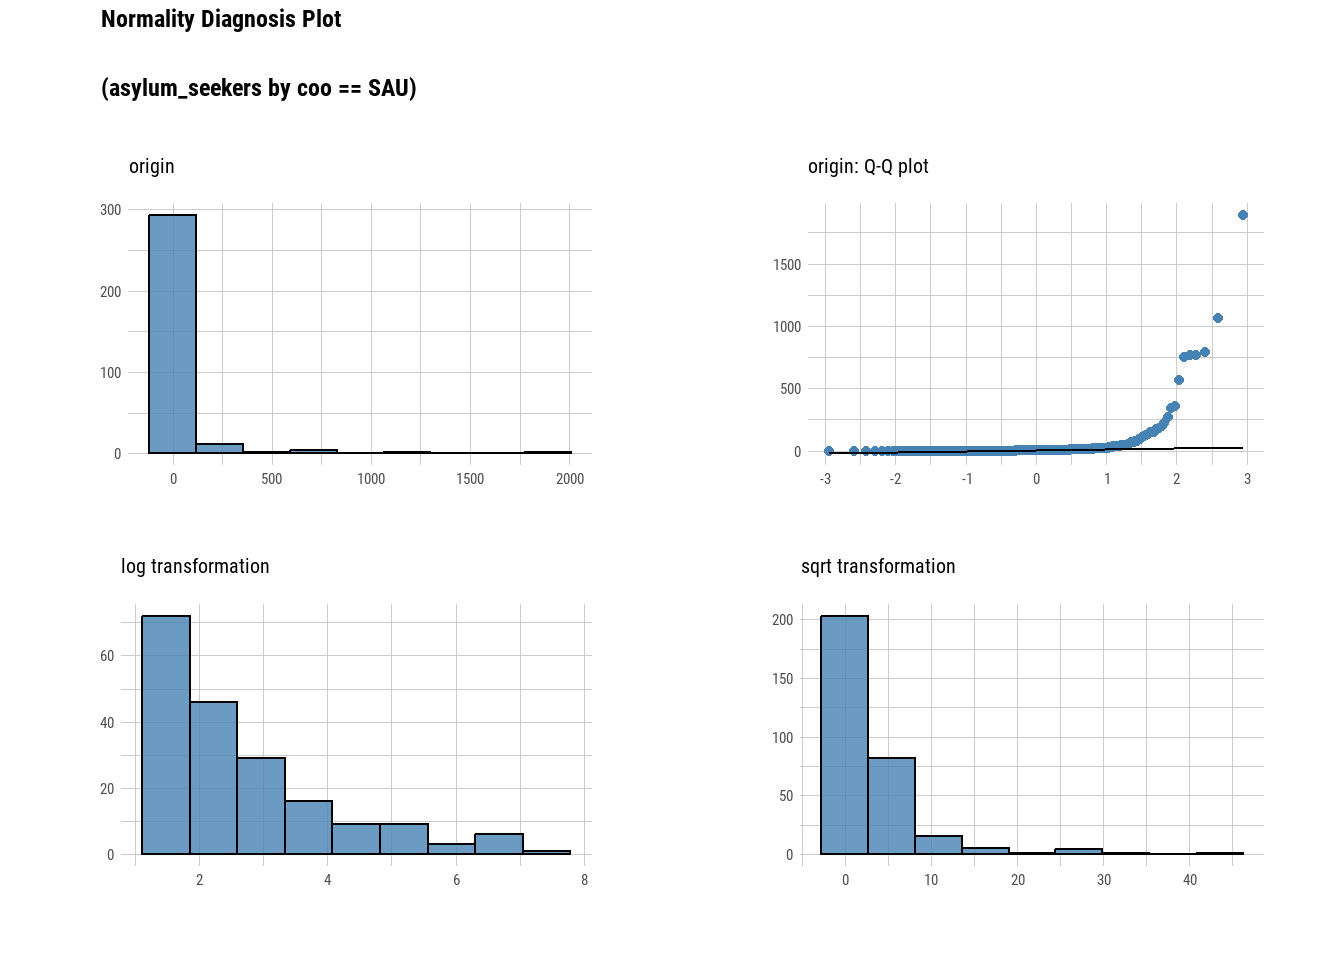 Normality Diagnosis Plot
(asylum_seekers by coo == SAU)
origin
300
200
100
0
0 500 1000 1500 2000
origin: Q-Q plot
1500
1000
500
0
-3 -2 -1 0 1 2 3
log transformation
60
40
20
0
2 4 6 8
sqrt transformation
200
150
100
50
0
0 10 20 30 40